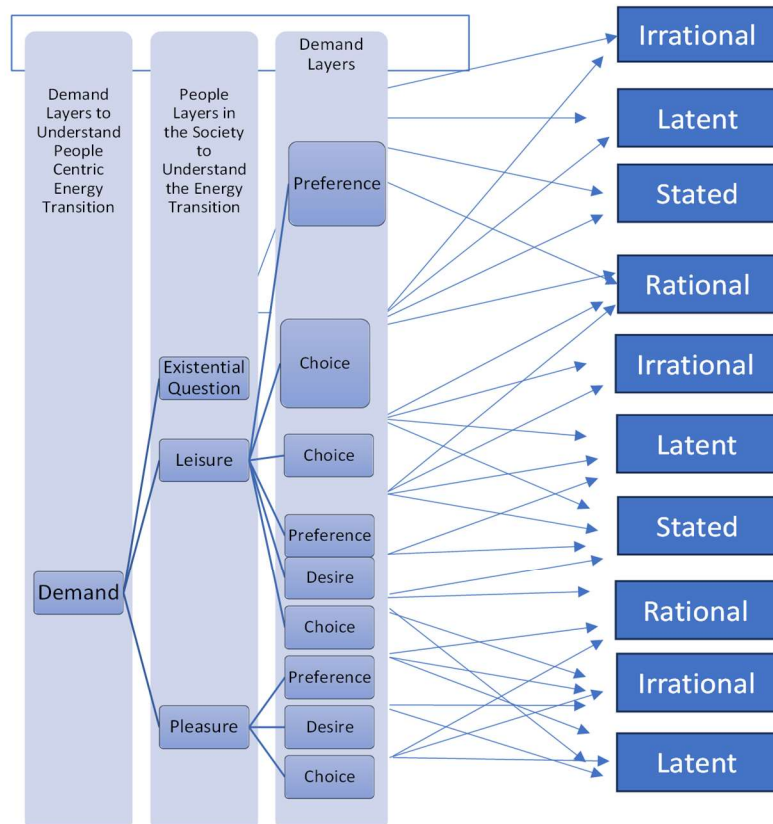 Demand
Layers to
Understand
People
Centric
Energy
Transition
People
Layers in
the Society
to
Understand
the Energy
Transition
Demand
Layers
Demand
Existential
Question
Leisure
Pleasure
Preference
Choice
Choice
Preference
Desire
Choice
Preference
Desire
Choice
Irrational
Latent
Stated
Rational
Irrational
Latent
Stated
Rational
Irrational
Latent